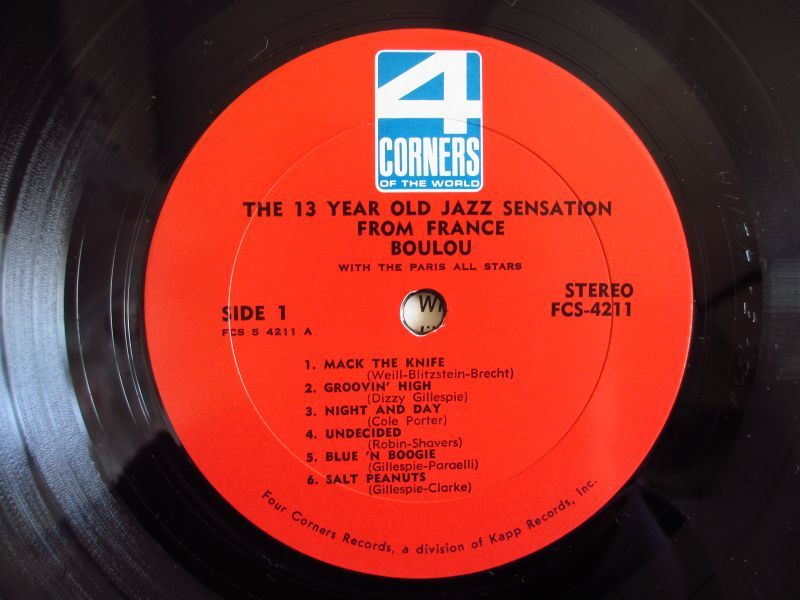 4
CORNERS
OF THE WORLD
THE 13 YEAR OLD JAZZ SENSATION
FROM FRANCE
BOULOU
WITH THE PARIS ALL STARS
SIDE 1
FCS 5 4211 A
STEREO
FCS-4211
1. MACK THE KNIFE
(Weill-Blitzstein-Brecht)
2. GROOVIN' HIGH
(Dizzy Gillespie)
3. NIGHT AND DAY
(Cole Porter)
4. UNDECIDED
(Robin-Shavers)
5. BLUE 'N BOOGIE
(Gillespie-Paraelli)
6. SALT PEANUTS
(Gillespie-Clarke)
Four Corners Records, a division of Kapp Records, Inc.